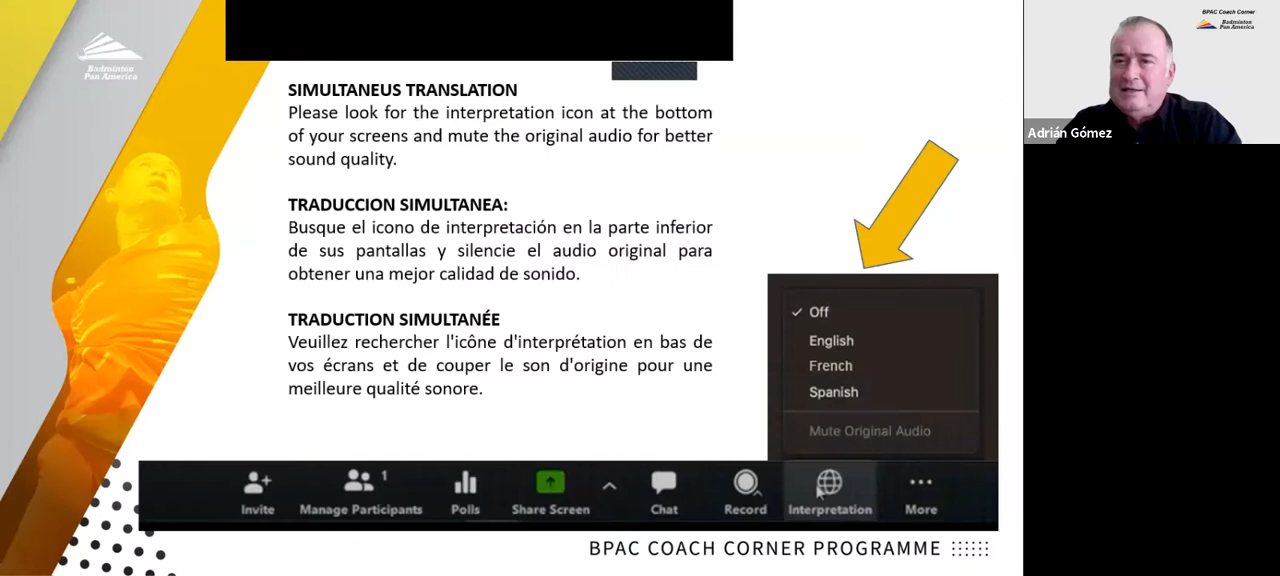 Badminton
Pan America
SIMULTANEUS TRANSLATION
Please look for the interpretation icon at the bottom
of your screens and mute the original audio for better
sound quality.
TRADUCCION SIMULTANEA:
Busque el icono de interpretación en la parte inferior
de sus pantallas y silencie el audio original para
obtener una mejor calidad de sonido.
TRADUCTION SIMULTANÉE
Veuillez rechercher l'icône d'interprétation en bas de
vos écrans et de couper le son d'origine pour une
meilleure qualité sonore.
Off
English
French
Spanish
Mute Original Audio
1
Invite
Manage Participants
Polls
Share Screen
Chat
Record
Interpretation
More
BPAC COACH CORNER PROGRAMME
BPAC Coach Corner
Badminton
Pan America
Adrián Gómez